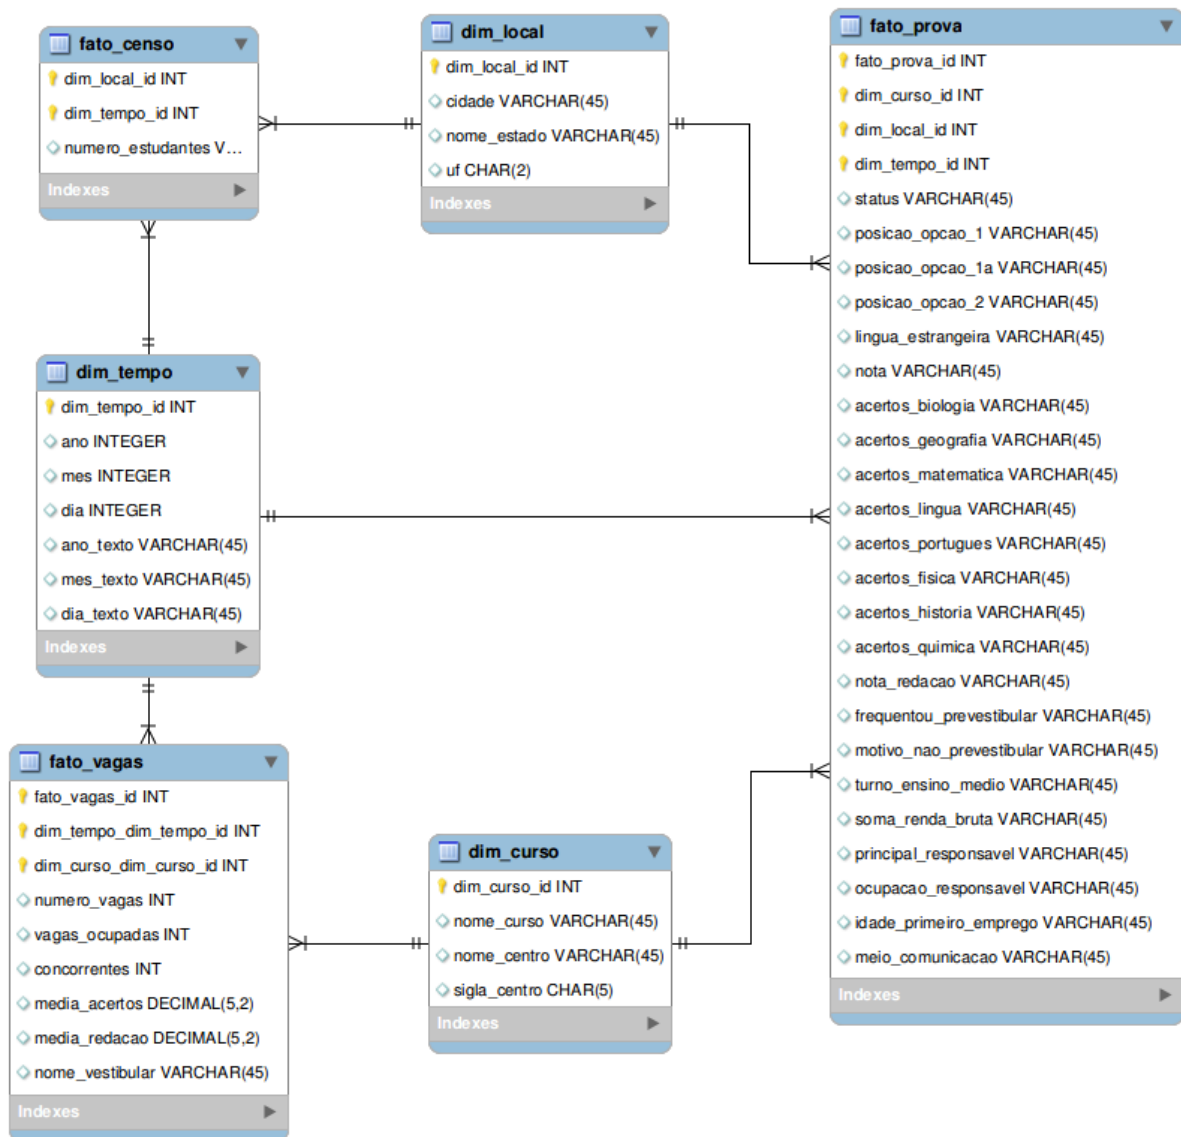 fato_censo
dim_local_id INT
dim_tempo_id INT
numero_estudantes V...
Indexes
dim_local
dim_local_id INT
cidade VARCHAR(45)
nome_estado VARCHAR(45)
uf CHAR(2)
Indexes
fato_prova
fato_prova_id INT
dim_curso_id INT
dim_local_id INT
dim_tempo_id INT
status VARCHAR(45)
posicao_opcao_1 VARCHAR(45)
posicao_opcao_1a VARCHAR(45)
posicao_opcao_2 VARCHAR(45)
lingua_estrangeira VARCHAR(45)
nota VARCHAR(45)
acertos_biologia VARCHAR(45)
acertos_geografia VARCHAR(45)
acertos_matematica VARCHAR(45)
acertos_lingua VARCHAR(45)
acertos_portugues VARCHAR(45)
acertos_fisica VARCHAR(45)
acertos_historia VARCHAR(45)
acertos_quimica VARCHAR(45)
nota_redacao VARCHAR(45)
frequentou_prevestibular VARCHAR(45)
motivo_nao_prevestibular VARCHAR(45)
turno_ensino_medio VARCHAR(45)
soma_renda_bruta VARCHAR(45)
principal_responsavel VARCHAR(45)
ocupacao_responsavel VARCHAR(45)
idade_primeiro_emprego VARCHAR(45)
meio_comunicacao VARCHAR(45)
Indexes
dim_tempo
dim_tempo_id INT
ano INTEGER
mes INTEGER
dia INTEGER
ano_texto VARCHAR(45)
mes_texto VARCHAR(45)
dia_texto VARCHAR(45)
Indexes
fato_vagas
fato_vagas_id INT
dim_tempo_dim_tempo_id INT
dim_curso_dim_curso_id INT
numero_vagas INT
vagas_ocupadas INT
concorrentes INT
media_acertos DECIMAL(5,2)
media_redacao DECIMAL(5,2)
nome_vestibular VARCHAR(45)
Indexes
dim_curso
dim_curso_id INT
nome_curso VARCHAR(45)
nome_centro VARCHAR(45)
sigla_centro CHAR(5)
Indexes